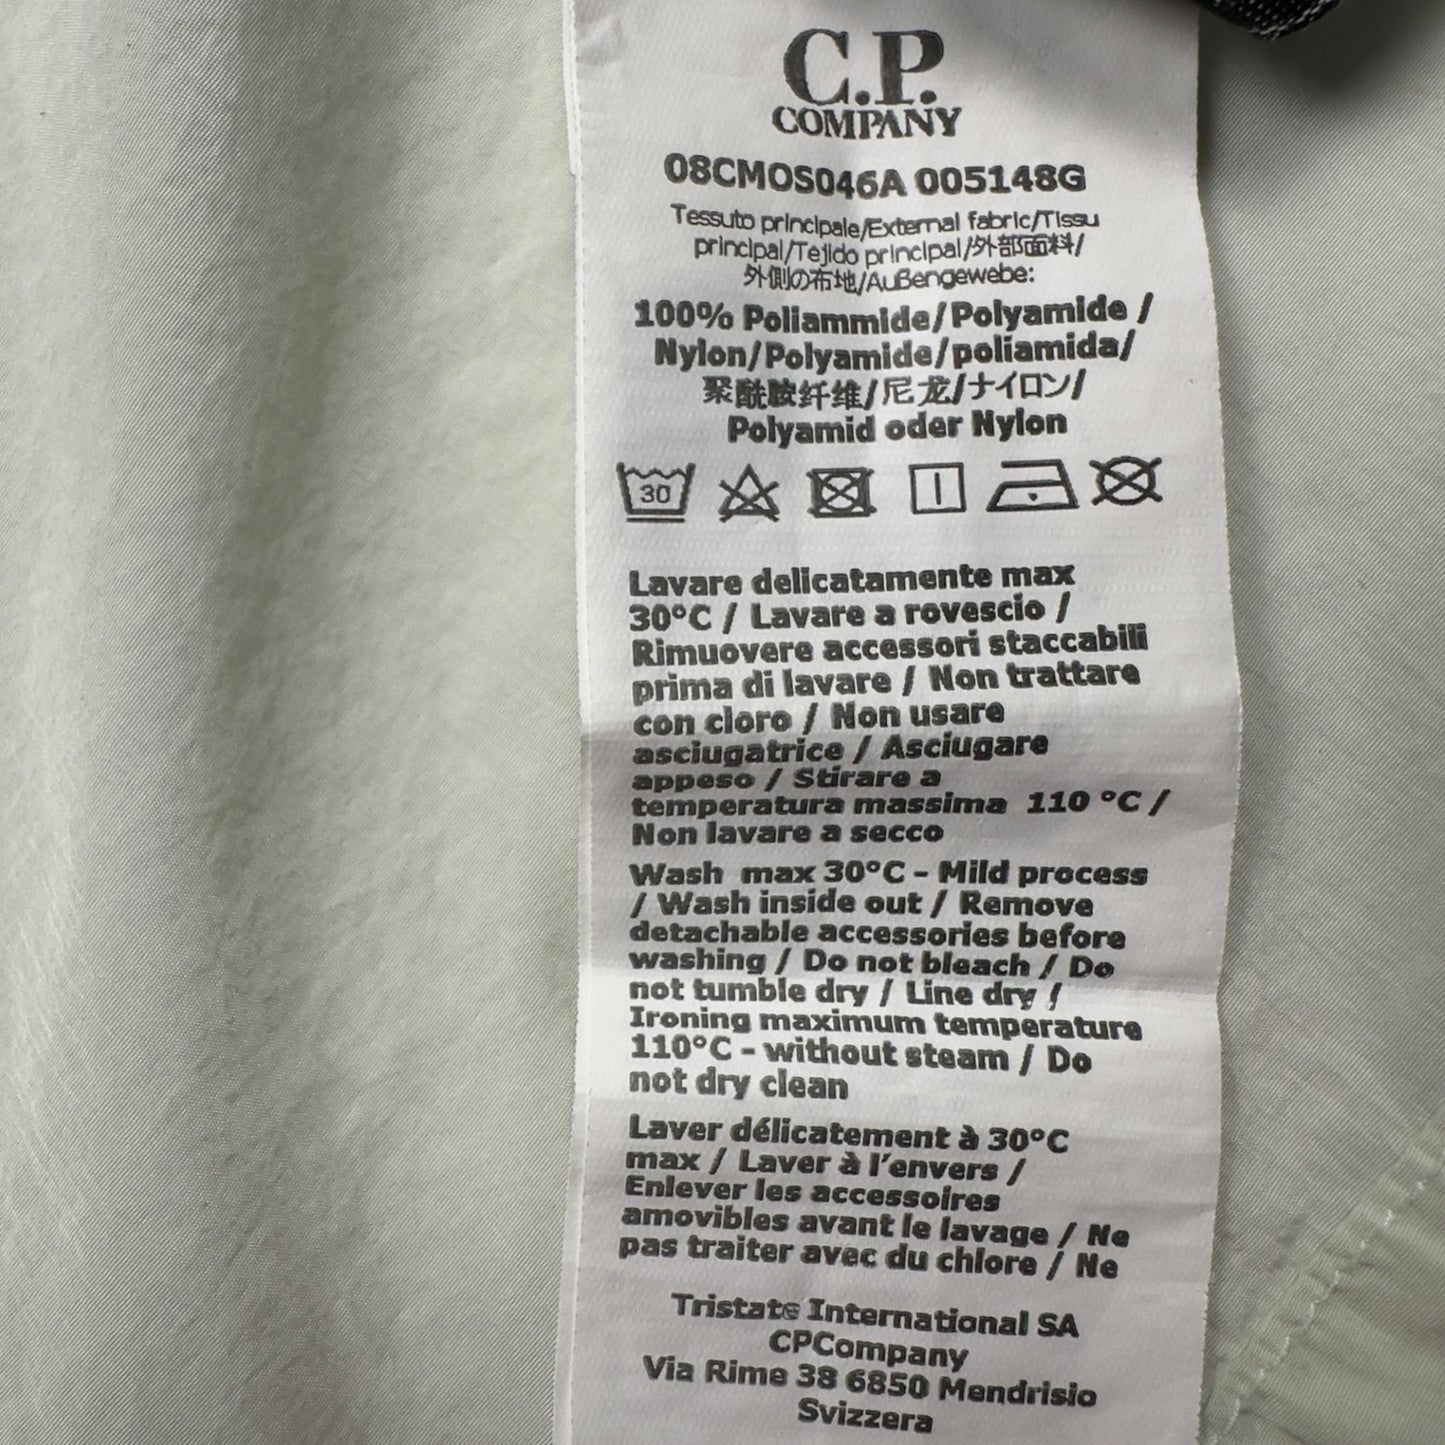 C.P.
COMPANY
08CMOS046A 005148G
Tessuto principale/External fabric/Tissu
principal/Tejido principal/外部面料/
外側の布地/Außengewebe:
100% Poliammide/Polyamide /
Nylon/Polyamide/poliamida/
聚酰胺纤维/尼龙/ナイロン/
Polyamid oder Nylon
30
Lavare delicatamente max
30°C / Lavare a rovescio /
Rimuovere accessori staccabili
prima di lavare / Non trattare
con cloro / Non usare
asciugatrice / Asciugare
appeso / Stirare a
temperatura massima 110 °C /
Non lavare a secco
Wash max 30°C - Mild process
/ Wash inside out / Remove
detachable accessories before
washing / Do not bleach / Do
not tumble dry / Line dry /
Ironing maximum temperature
110°C - without steam / Do
not dry clean
Laver délicatement à 30°C
max / Laver à l'envers /
Enlever les accessoires
amovibles avant le lavage / Ne
pas traiter avec du chlore / Ne
Tristate International SA
CPCompany
Via Rime 38 6850 Mendrisio
Svizzera